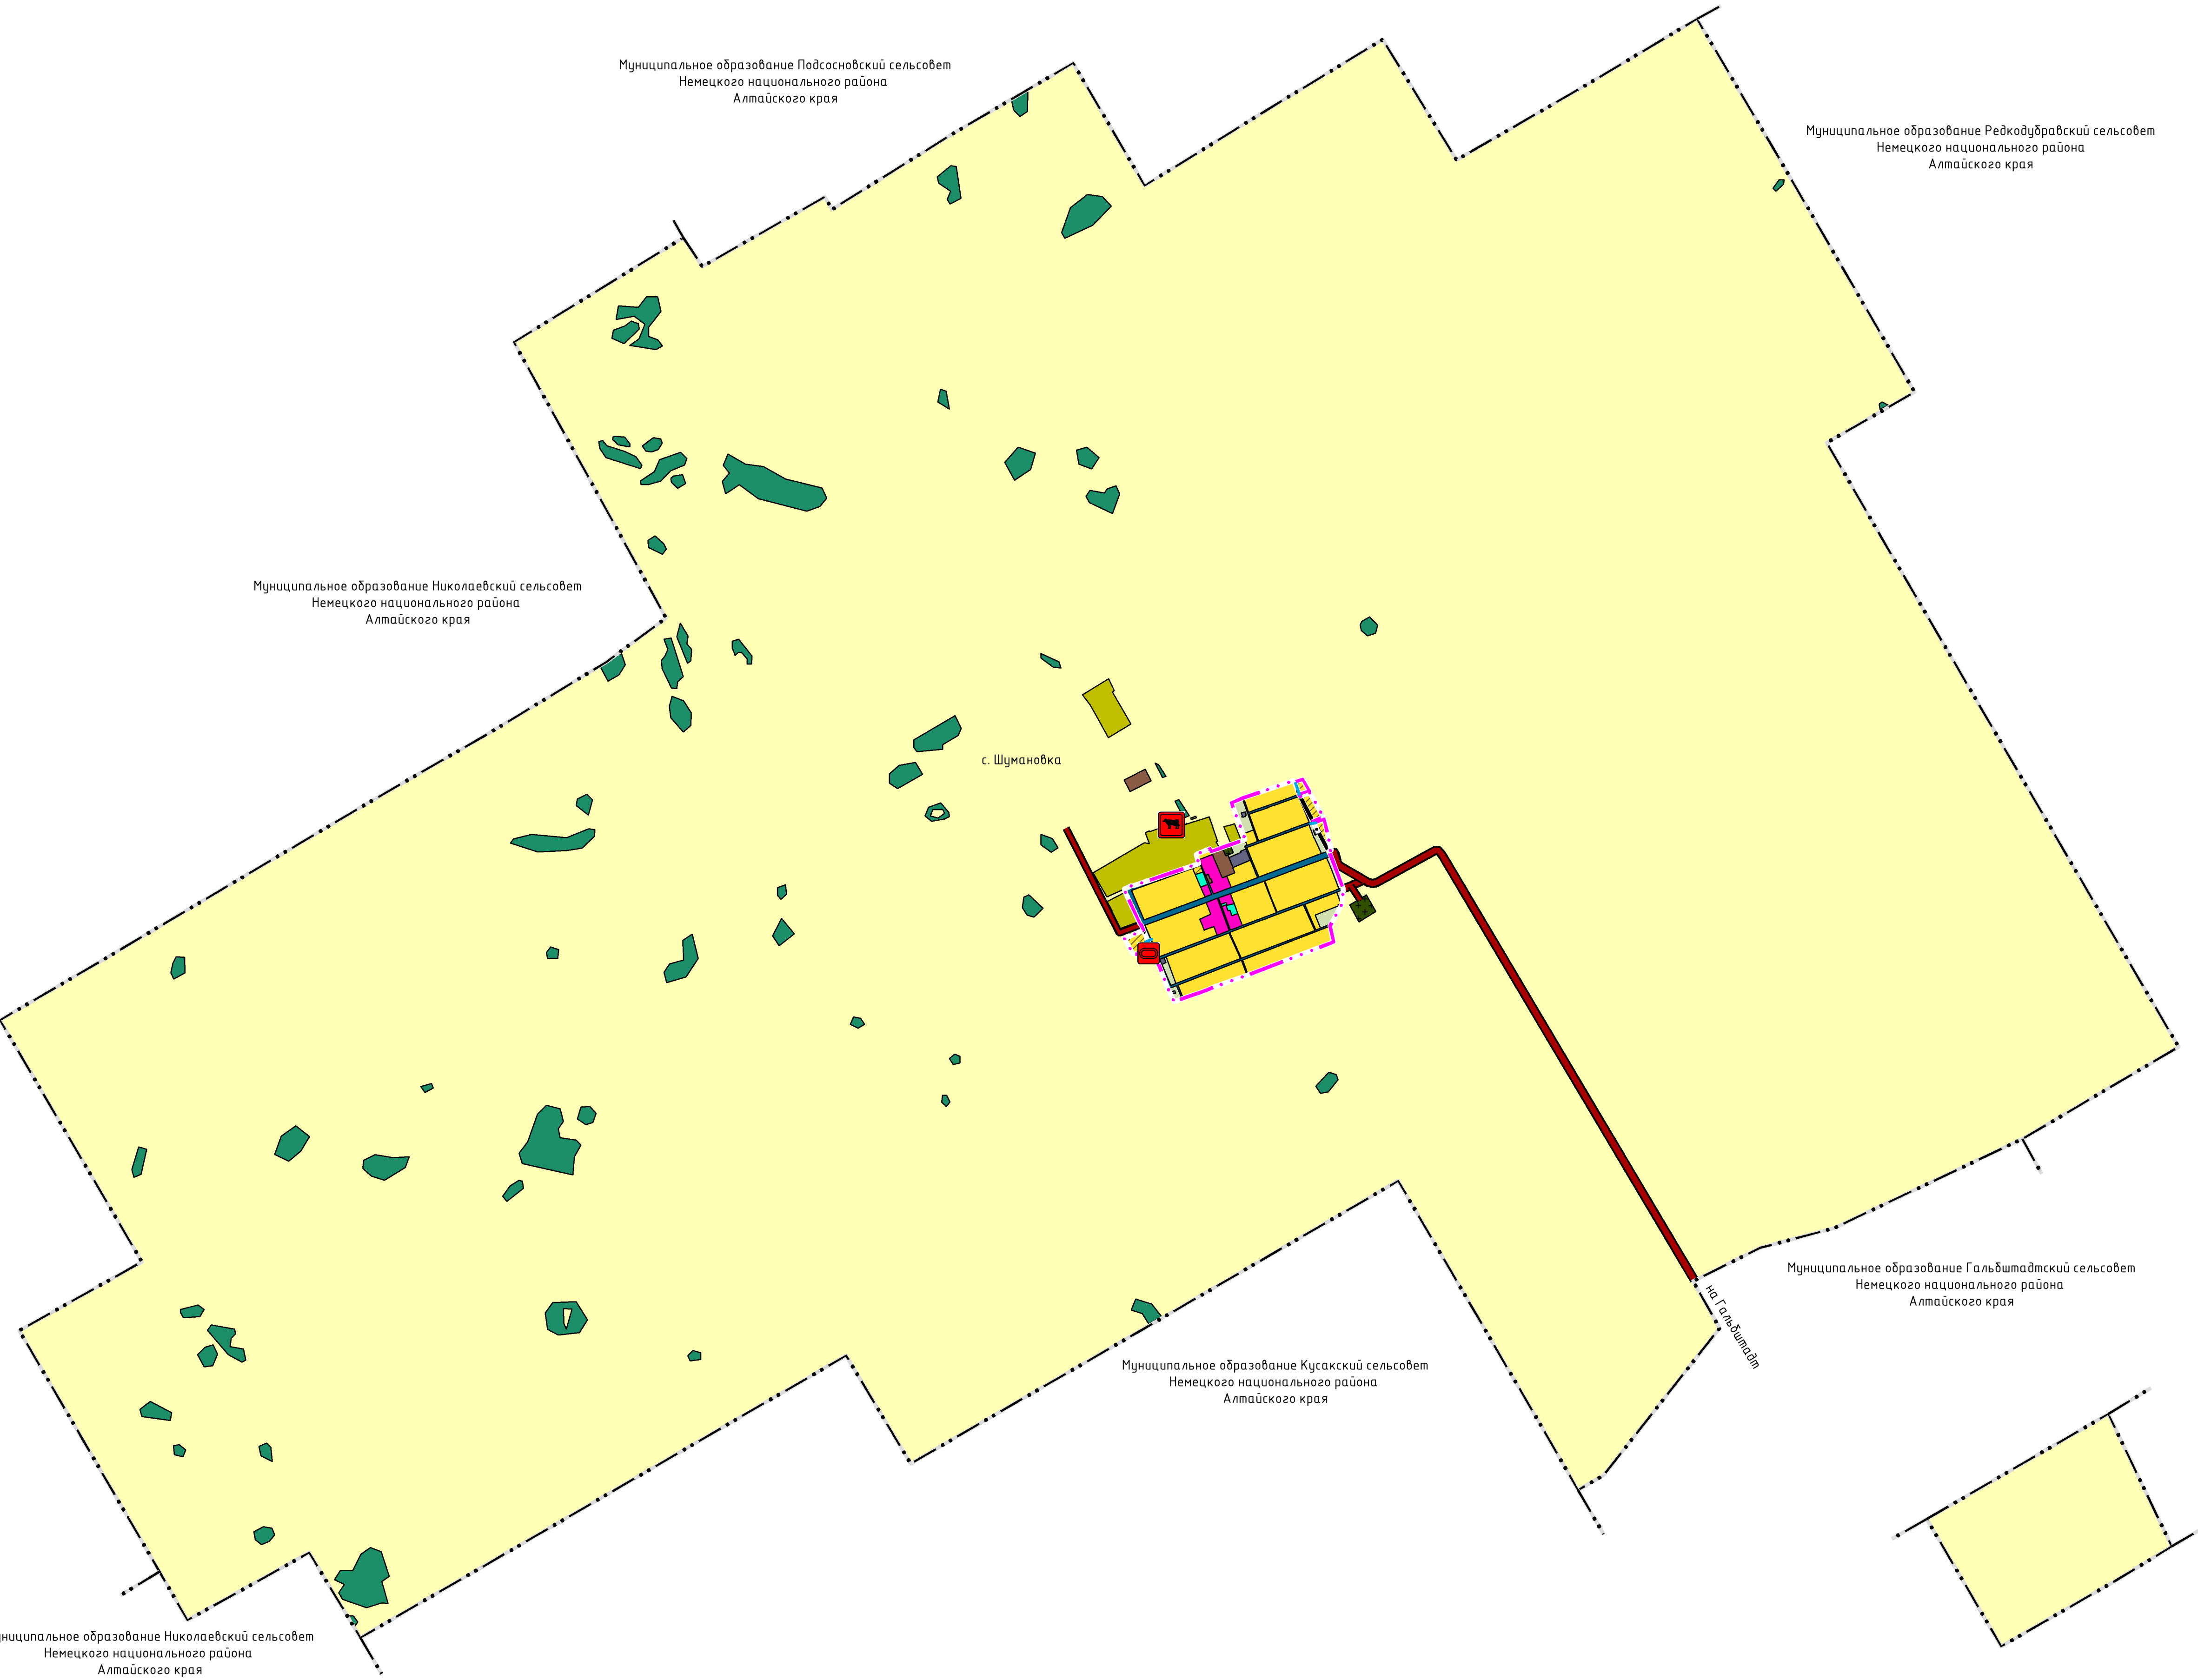 Муниципальное образование Подсосновский сельсовет
Немецкого национального района
Алтайского края
Муниципальное образование Редкодубравский сельсовет
Немецкого национального района
Алтайского края
Муниципальное образование Николаевский сельсовет
Немецкого национального района
Алтайского края
с. Шумановка
Муниципальное образование Гальбштадтский сельсовет
Немецкого национального района
Алтайского края
на Гальбштадт
Муниципальное образование Кусакский сельсовет
Немецкого национального района
Алтайского края
униципальное образование Николаевский сельсовет
Немецкого национального района
Алтайского края